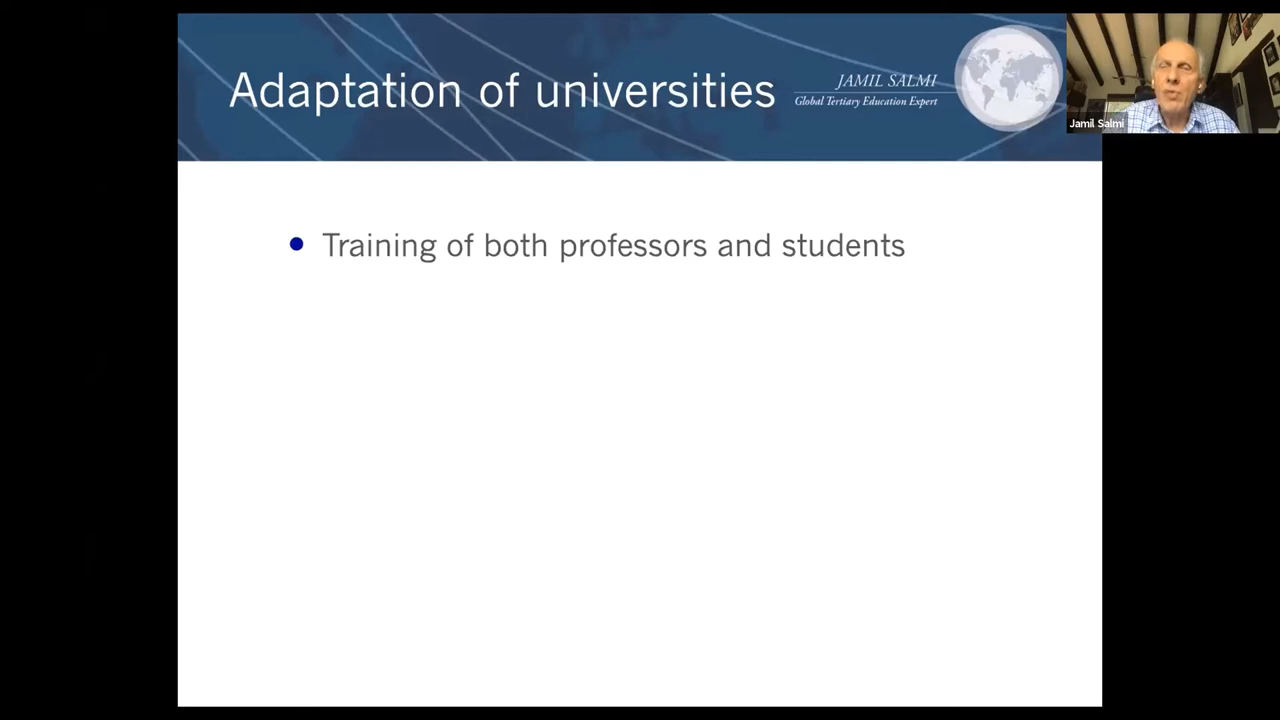 Adaptation of universities
JAMIL SALMI
Global Tertiary Education Expert
Jamil Salmi
• Training of both professors and students